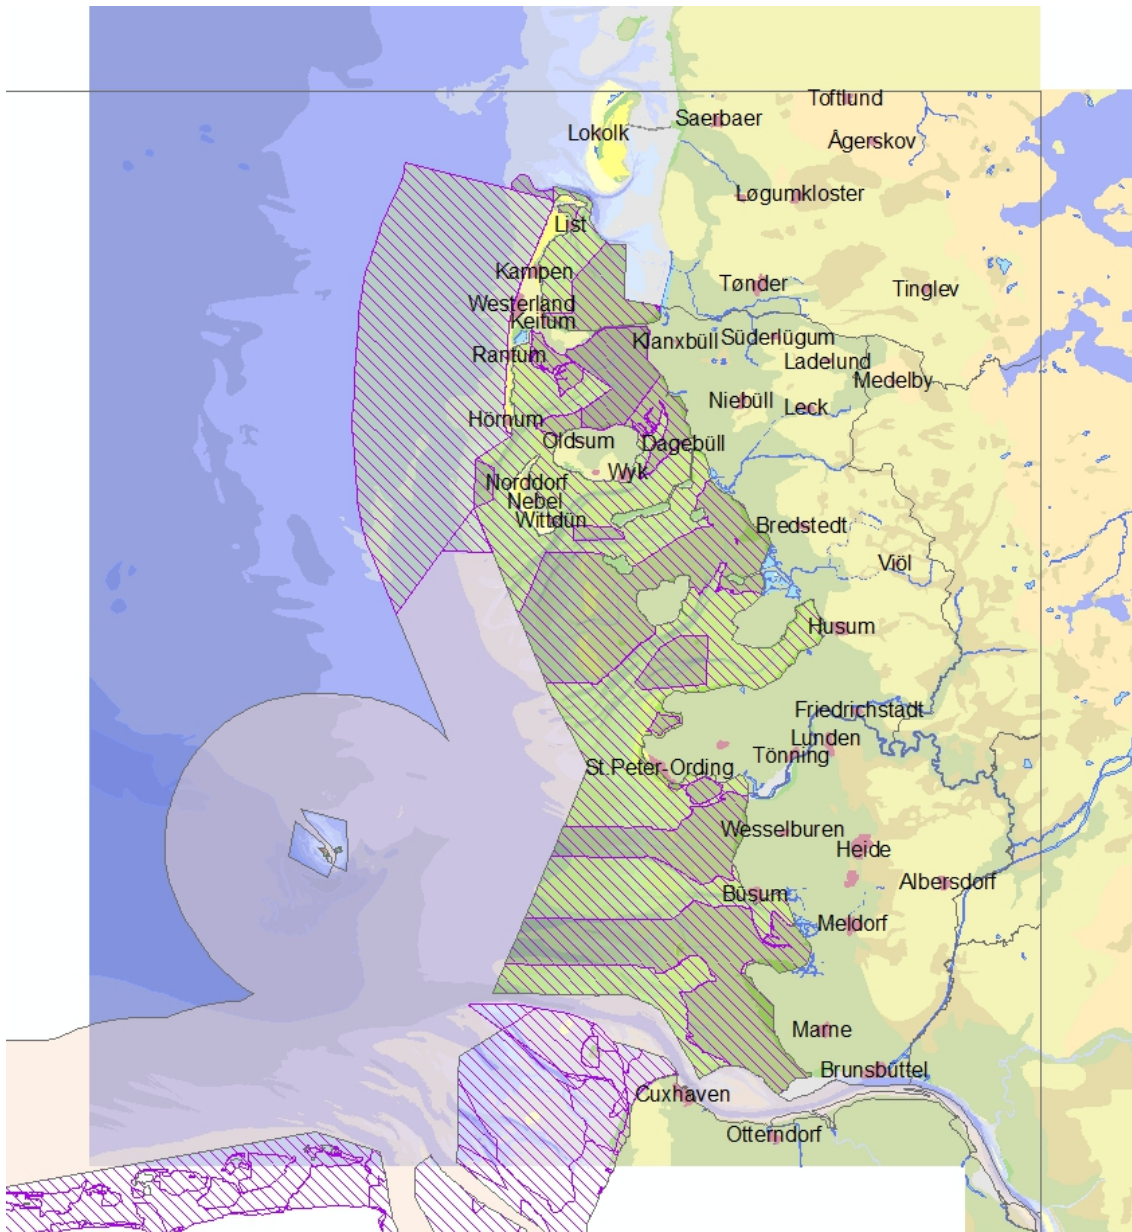 Toftlund
Saerbaer
Lokolk
Ågerskov
Løgumkloster
List
Kampen
Tønder
Tinglev
Westerland
Keitum
Klanxbüll
Süderlügum
Rantum
Ladelund
Medelby
Niebüll
Leck
Hörnum
Oldsum
Dagebüll
Wyk
Norddorf
Nebel
Wittdün
Bredstedt
Viöl
Husum
Friedrichstadt
Lunden
Tönning
St.Peter-Ording
Wesselburen
Heide
Albersdorf
Büsum
Meldorf
Marne
Brunsbüttel
Cuxhaven
Otterndorf